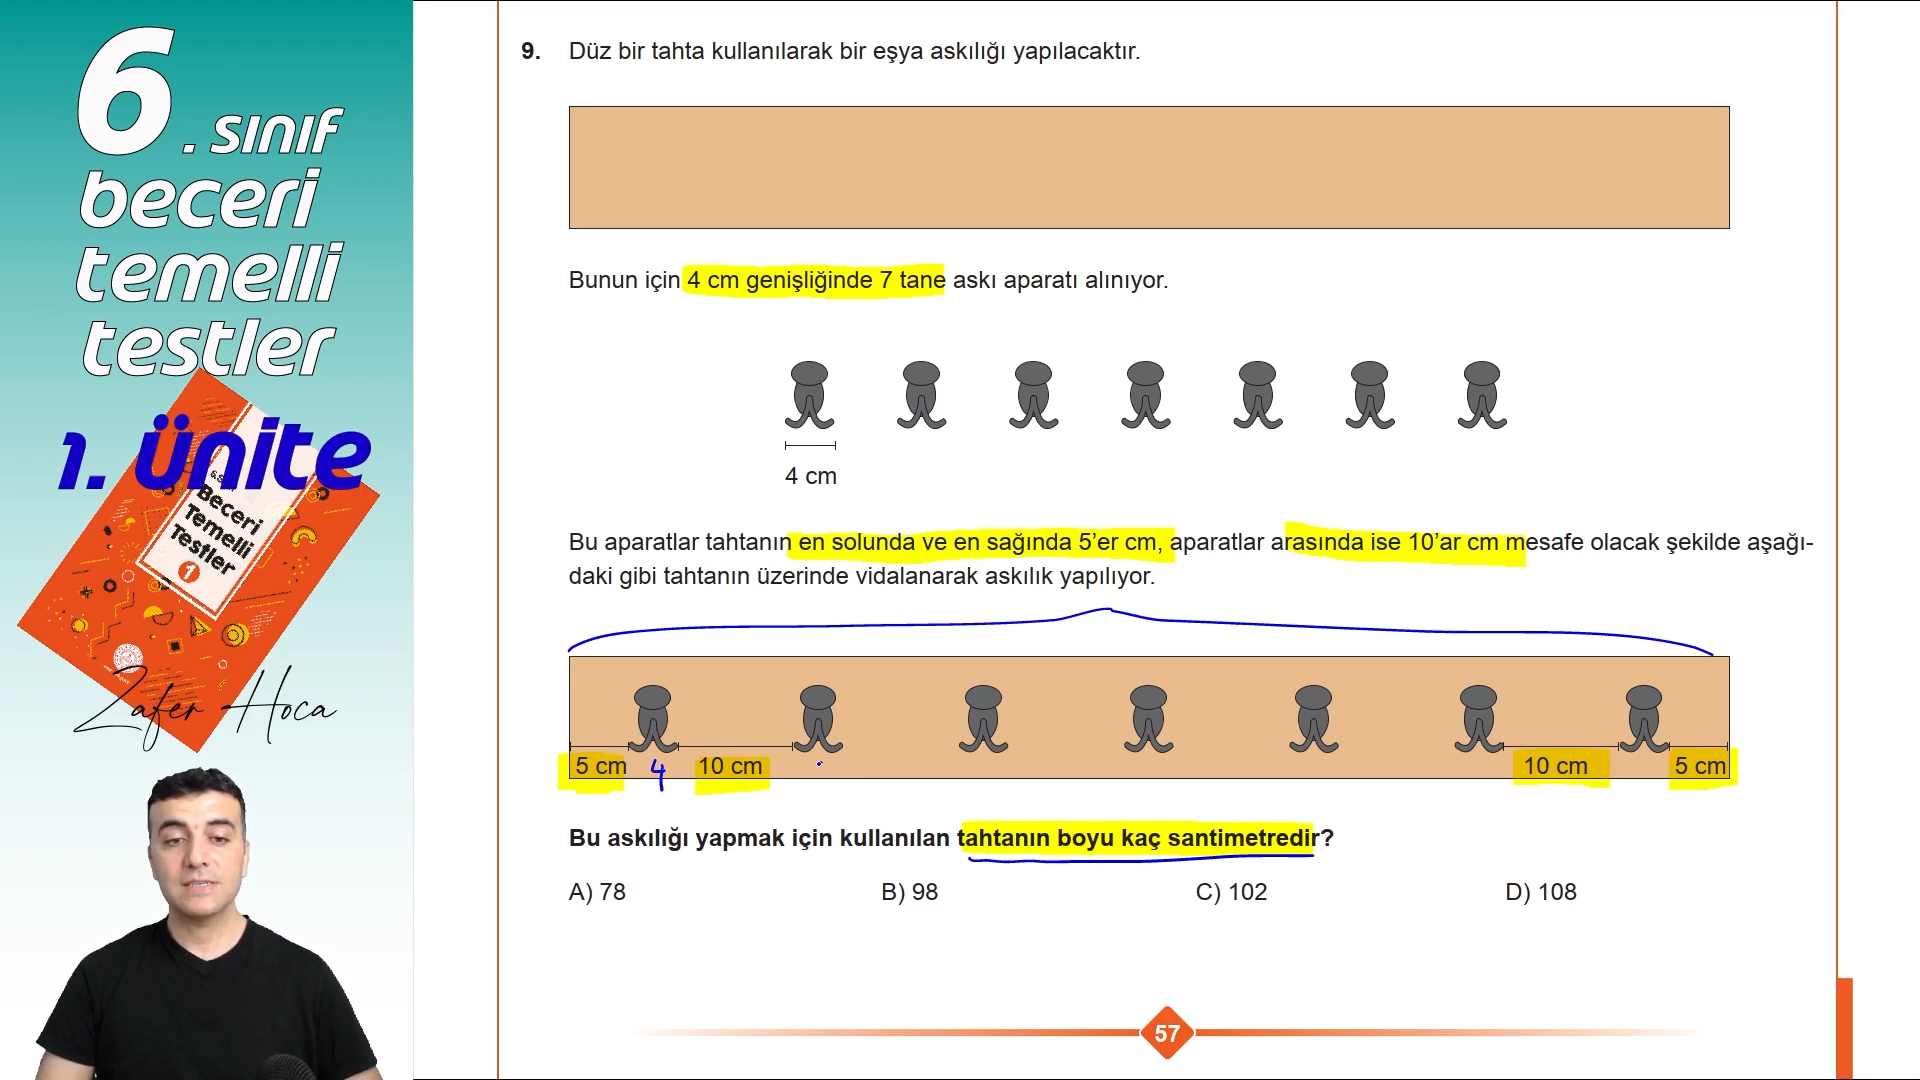 6. sınıf
beceri
temelli
testler
1. ünite
Beceri
Temelli
Testler
1
Zafer Hoca
9. Düz bir tahta kullanılarak bir eşya askılığı yapılacaktır.
Bunun için 4 cm genişliğinde 7 tane askı aparatı alınıyor.
4 cm
Bu aparatlar tahtanın en solunda ve en sağında 5’er cm, aparatlar arasında ise 10’ar cm mesafe olacak şekilde aşağı-
daki gibi tahtanın üzerinde vidalanarak askılık yapılıyor.
5 cm 4 10 cm 10 cm 5 cm
Bu askılığı yapmak için kullanılan tahtanın boyu kaç santimetredir?
A) 78 B) 98 C) 102 D) 108
57